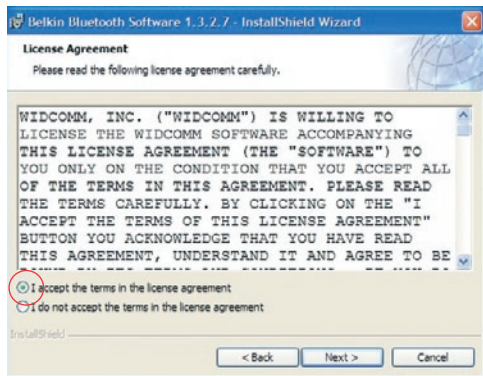 Belkin Bluetooth Software 1.3.2.7 - InstallShield Wizard
License Agreement
Please read the following license agreement carefully.
WIDCOMM, INC. ("WIDCOMM") IS WILLING TO
LICENSE THE WIDCOMM SOFTWARE ACCOMPANYING
THIS LICENSE AGREEMENT (THE "SOFTWARE") TO
YOU ONLY ON THE CONDITION THAT YOU ACCEPT ALL
OF THE TERMS IN THIS AGREEMENT. PLEASE READ
THE TERMS CAREFULLY. BY CLICKING ON THE "I
ACCEPT THE TERMS OF THIS LICENSE AGREEMENT"
BUTTON YOU ACKNOWLEDGE THAT YOU HAVE READ
THIS AGREEMENT, UNDERSTAND IT AND AGREE TO BE
I accept the terms in the license agreement
I do not accept the terms in the license agreement
InstallShield
< Back Next > Cancel